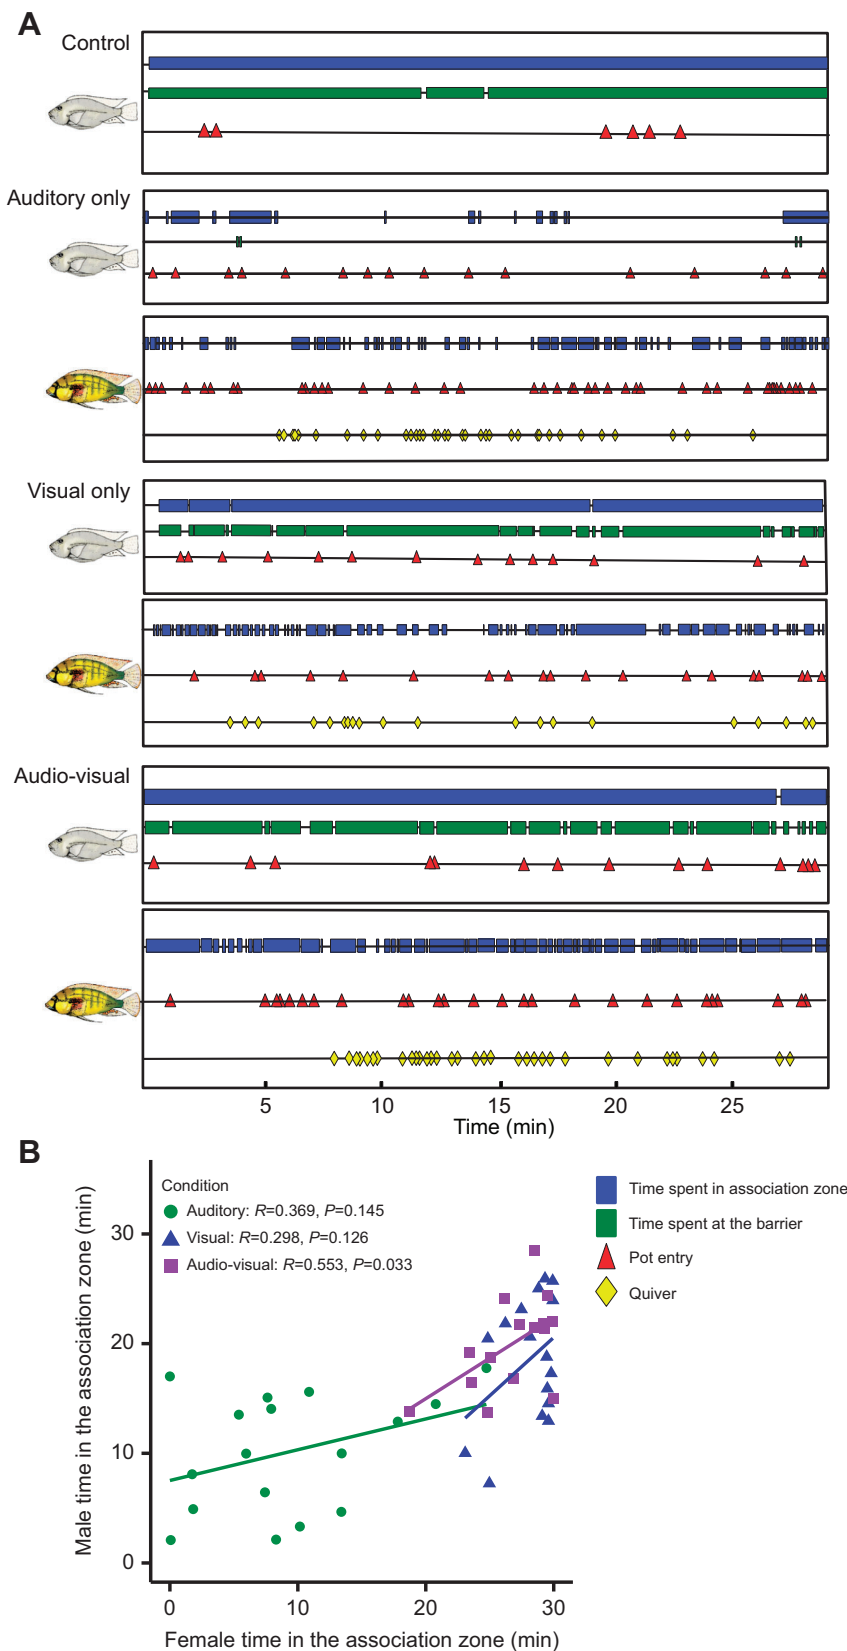 A
Control
Auditory only
Visual only
Audio-visual
5 10 15 20 25
Time (min)
B
Male time in the association zone (min)
30
20
10
0
Condition
Auditory: R=0.369, P=0.145
Visual: R=0.298, P=0.126
Audio-visual: R=0.553, P=0.033
Time spent in association zone
Time spent at the barrier
Pot entry
Quiver
0 10 20 30
Female time in the association zone (min)